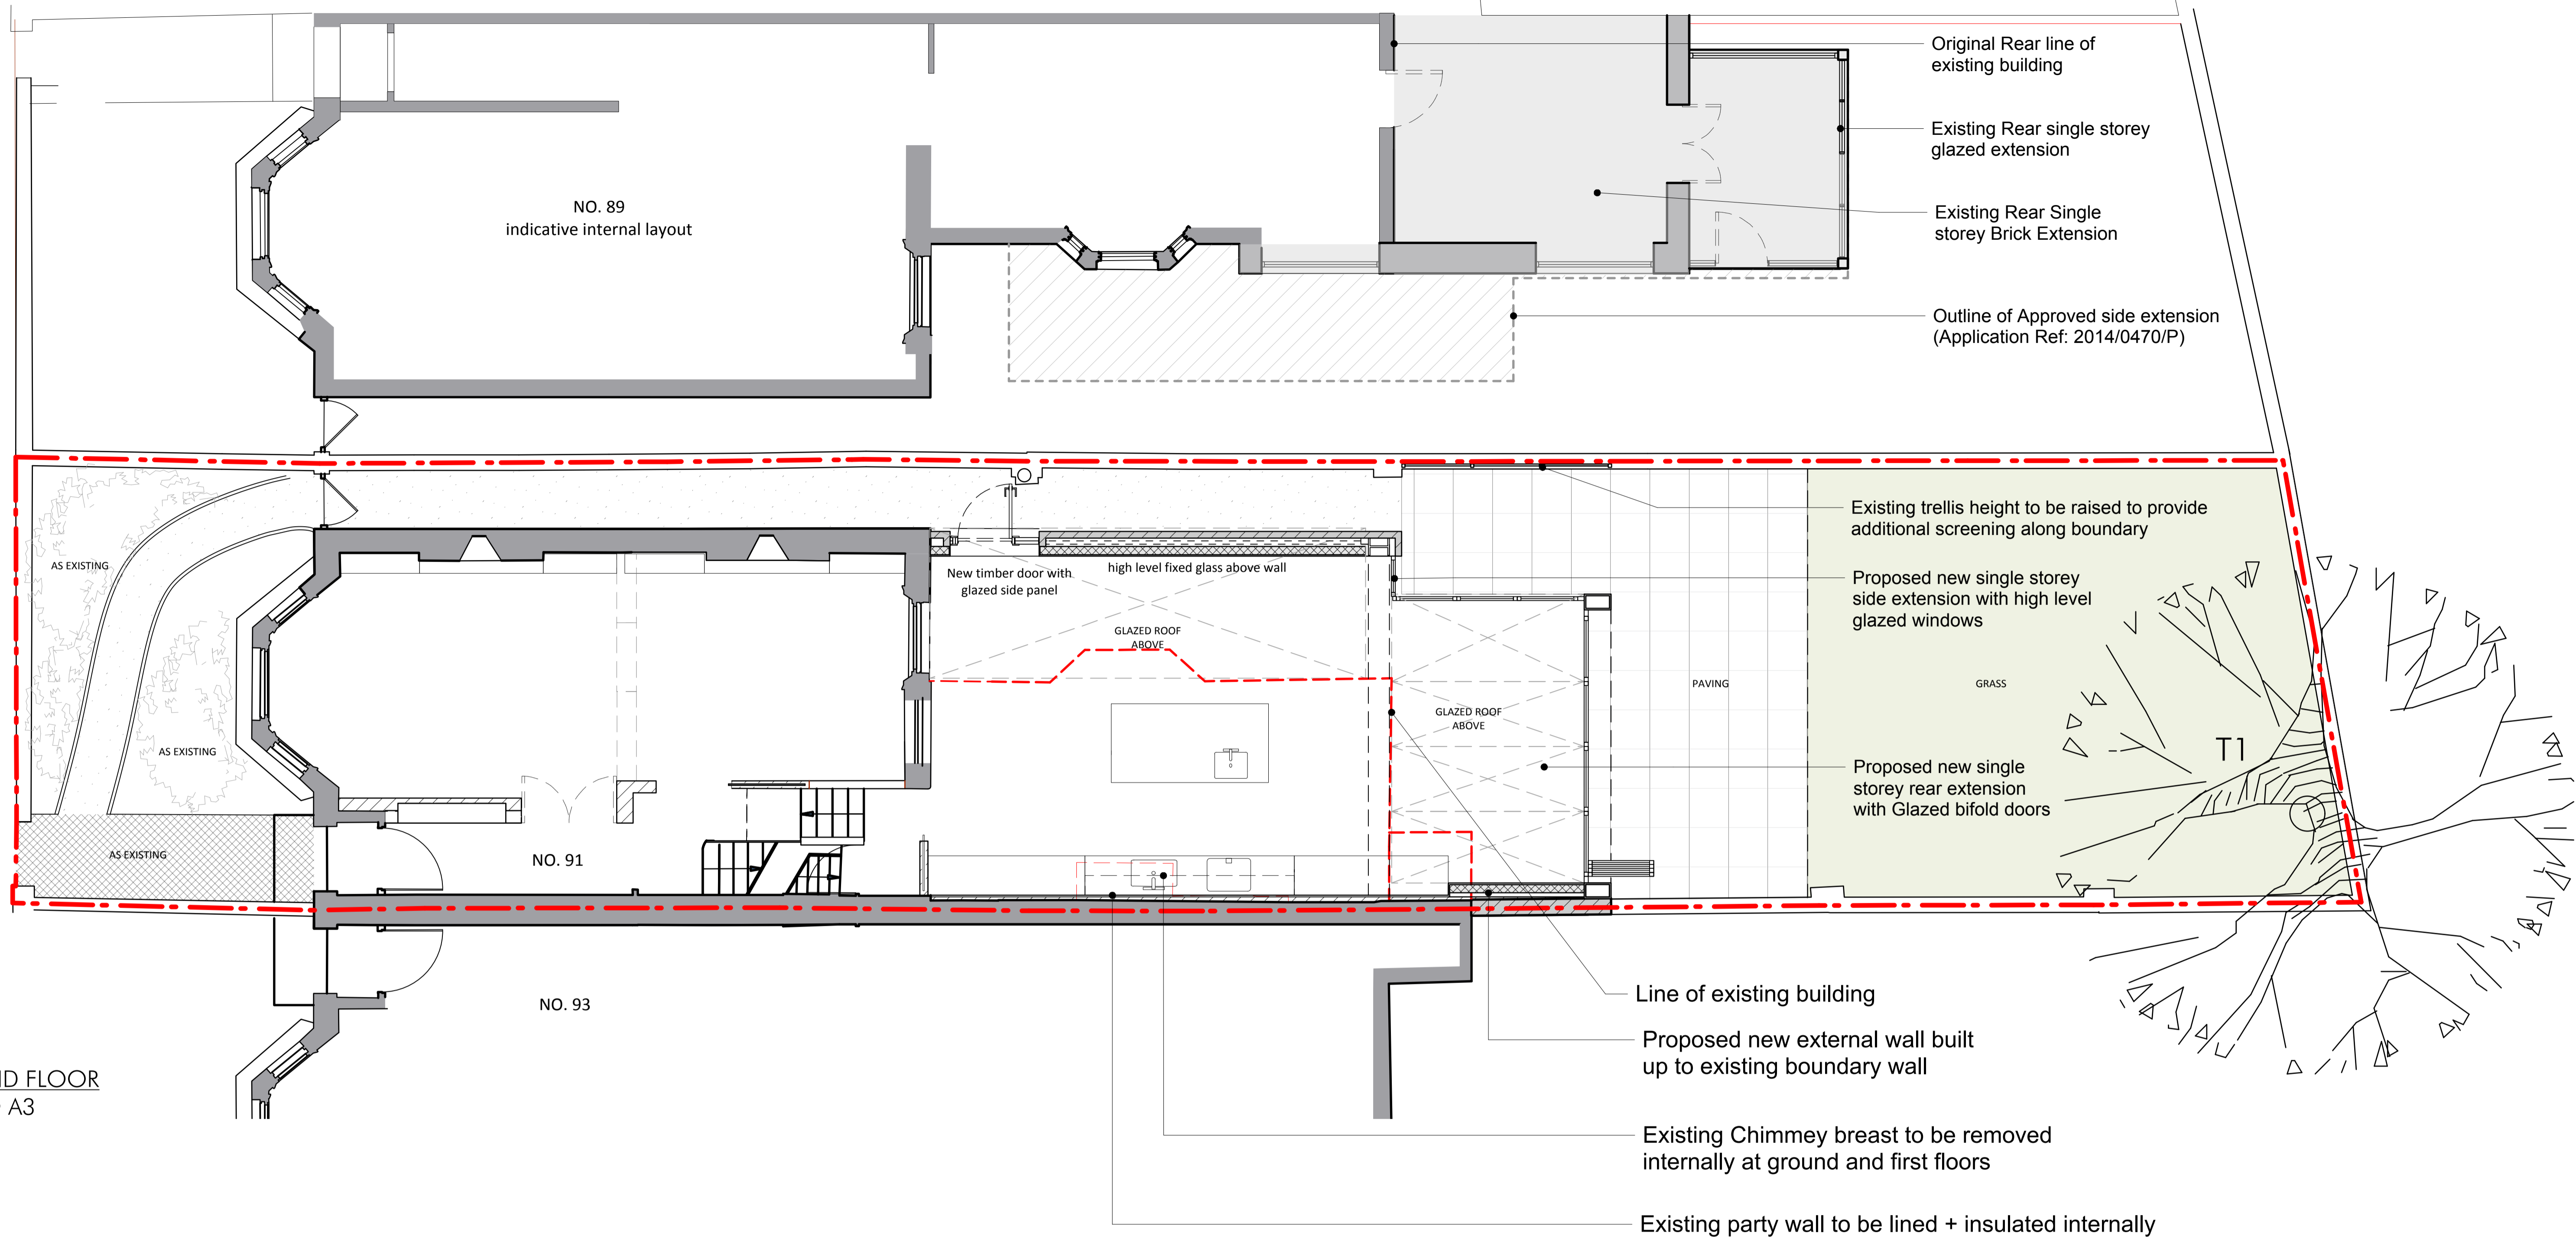 Original Rear line of
existing building
Existing Rear single storey
glazed extension
Existing Rear Single
storey Brick Extension
Outline of Approved side extension
(Application Ref: 2014/0470/P)
NO. 89
indicative internal layout
Existing trellis height to be raised to provide
additional screening along boundary
Proposed new single storey
side extension with high level
glazed windows
Proposed new single
storey rear extension
with Glazed bifold doors
AS EXISTING
AS EXISTING
AS EXISTING
New timber door with
glazed side panel
high level fixed glass above wall
GLAZED ROOF
ABOVE
GLAZED ROOF
ABOVE
PAVING
GRASS
T1
NO. 91
NO. 93
Line of existing building
Proposed new external wall built
up to existing boundary wall
Existing Chimmey breast to be removed
internally at ground and first floors
Existing party wall to be lined + insulated internally
ND FLOOR
A3